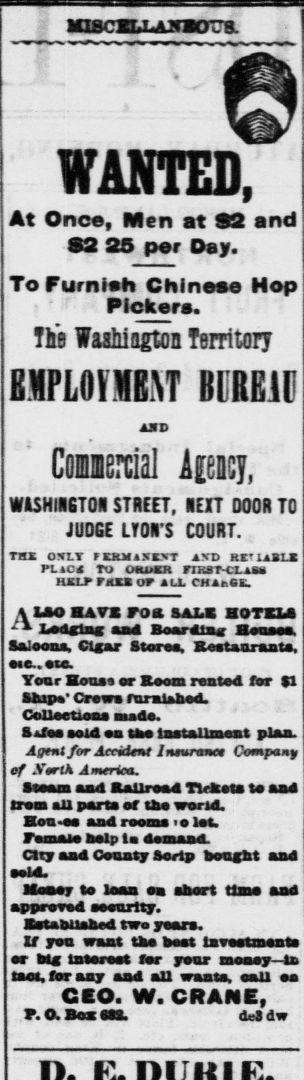 MISCELLANEOUS.
WANTED,
At Once, Men at $2 and
$2 25 per Day.
To Furnish Chinese Hop
Pickers.
The Washington Territory
EMPLOYMENT BUREAU
AND
Commercial Agency,
WASHINGTON STREET, NEXT DOOR TO
JUDGE LYON'S COURT.
THE ONLY PERMANENT AND RELIABLE
PLACE TO ORDER FIRST-CLASS
HELP FREE OF ALL CHARGE.
ALSO HAVE FOR SALE HOTELS
Lodging and Boarding Houses,
Saloons, Cigar Stores, Restaurants,
etc., etc.
Your House or Room rented for $1
Ships' Crews furnished.
Collections made.
Safes sold on the installment plan.
Agent for Accident Insurance Company
of North America.
Steam and Railroad Tickets to and
from all parts of the world.
Houses and rooms to let.
Female help in demand.
City and County Scrip bought and
sold.
Money to loan on short time and
approved security.
Established two years.
If you want the best investments
or big interest for your money—in
fact, for any and all wants, call on
GEO. W. CRANE,
P. O. Box 682. de3 dw
D. E. DURIE.